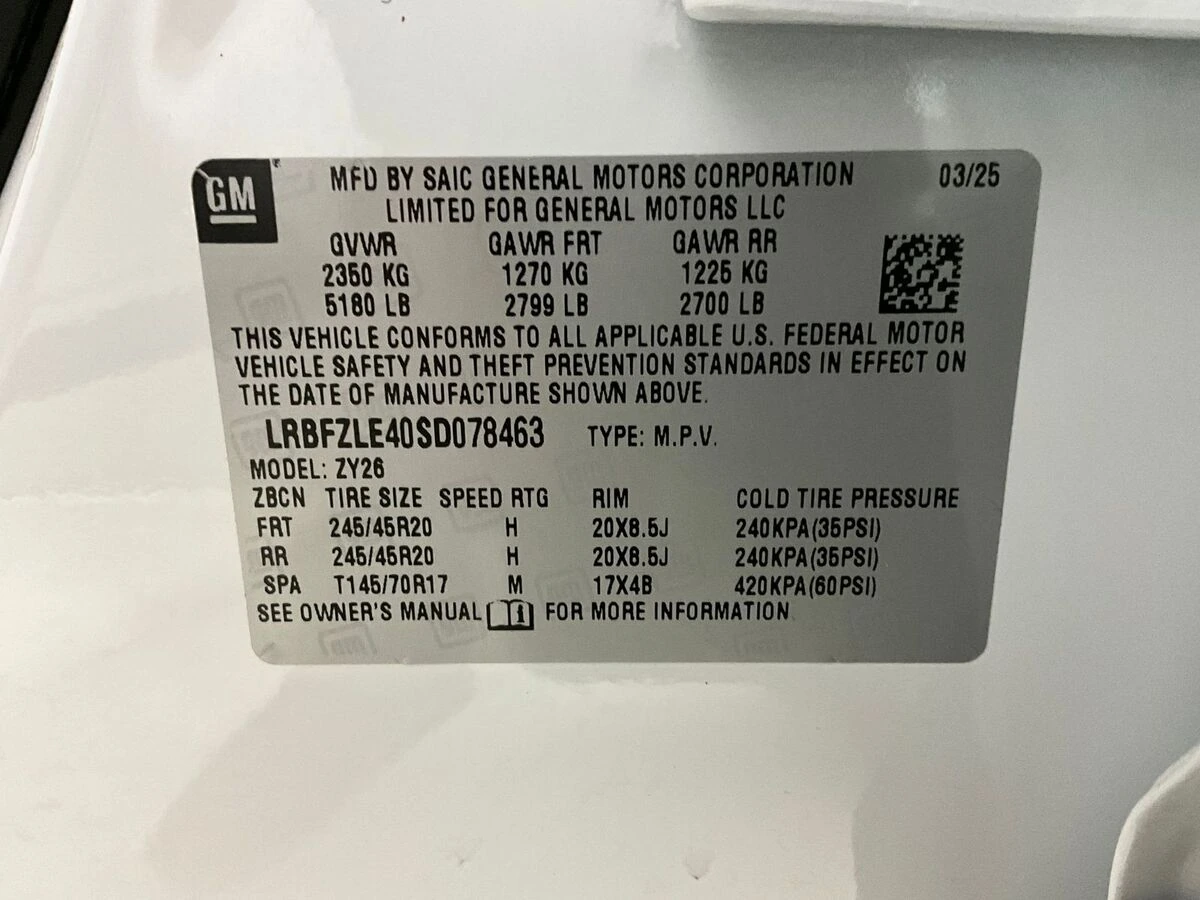 GM
MFD BY SAIC GENERAL MOTORS CORPORATION 03/25
LIMITED FOR GENERAL MOTORS LLC
GVWR GAWR FRT GAWR RR
2350 KG 1270 KG 1225 KG
5180 LB 2799 LB 2700 LB
THIS VEHICLE CONFORMS TO ALL APPLICABLE U.S. FEDERAL MOTOR
VEHICLE SAFETY AND THEFT PREVENTION STANDARDS IN EFFECT ON
THE DATE OF MANUFACTURE SHOWN ABOVE.
LRBFZLE40SD078463 TYPE: M.P.V.
MODEL: ZY26
ZBCN TIRE SIZE SPEED RTG RIM COLD TIRE PRESSURE
FRT 245/45R20 H 20X8.5J 240KPA(35PSI)
RR 245/45R20 H 20X8.5J 240KPA(35PSI)
SPA T145/70R17 M 17X4B 420KPA(60PSI)
SEE OWNER'S MANUAL FOR MORE INFORMATION